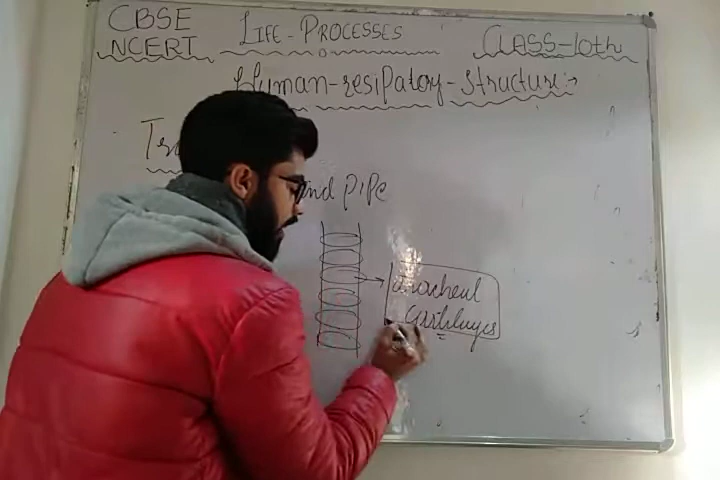 CBSE LIFE-PROCESSES CLASS-10th
NCERT
Human-resipatory-structure:-
pipe
Tracheal
Cartilages